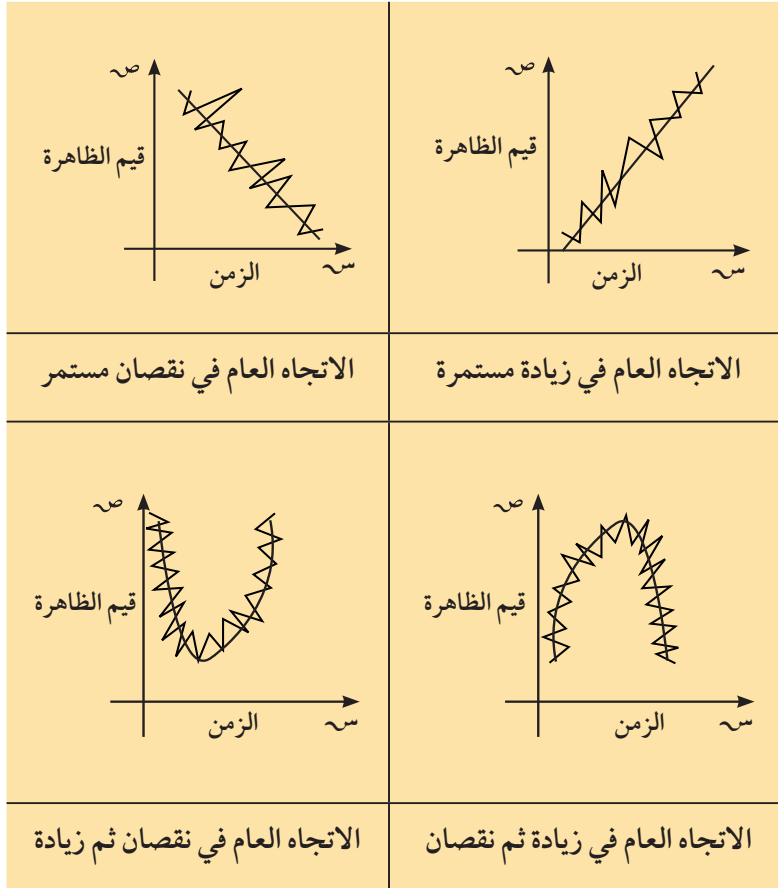 ص
قيم الظاهرة
الزمن
س
الاتجاه العام في زيادة مستمرة
ص
قيم الظاهرة
الزمن
س
الاتجاه العام في نقصان مستمر
ص
قيم الظاهرة
الزمن
س
الاتجاه العام في زيادة ثم نقصان
ص
قيم الظاهرة
الزمن
س
الاتجاه العام في نقصان ثم زيادة